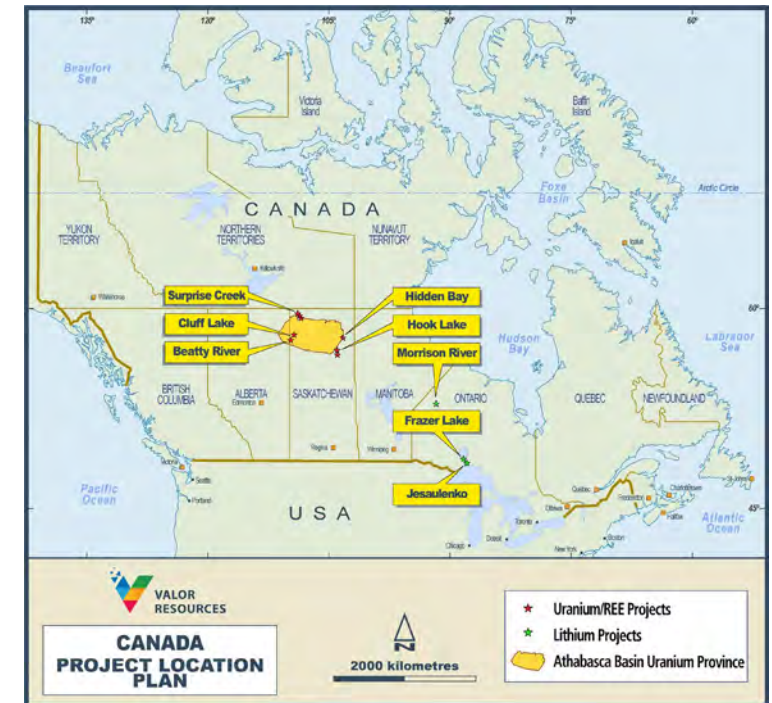 135°
120°
105°
90°
75°
60°
Beaufort
Sea
Victoria
Island
Baffin
Island
Arctic Circle
Foxe
Basin
CANADA
YUKON
TERRITORY
NORTHERN
TERRITORIES
NUNAVUT
TERRITORY
Iqaluit
Yellowknife
Whitehorse
Surprise Creek
Hidden Bay
Cluff Lake
Hook Lake
Beatty River
Morrison River
Hudson
Bay
Labrador
Sea
BRITISH
COLUMBIA
ALBERTA
Edmonton
SASKATCHEWAN
MANITOBA
ONTARIO
QUEBEC
NEWFOUNDLAND
Frazer Lake
Regina
Winnipeg
Victoria
Seattle
Jesaulenko
Pacific
Ocean
Portland
Quebec
Fredericton
Charlottetown
St-Johns
USA
Ottawa
Halifax
45°
45°
Toronto
Atlantic
Ocean
Detroit
Boston
Chicago
New York
VALOR
RESOURCES
CANADA
PROJECT LOCATION
PLAN
N
2000 kilometres
Uranium/REE Projects
Lithium Projects
Athabasca Basin Uranium Province